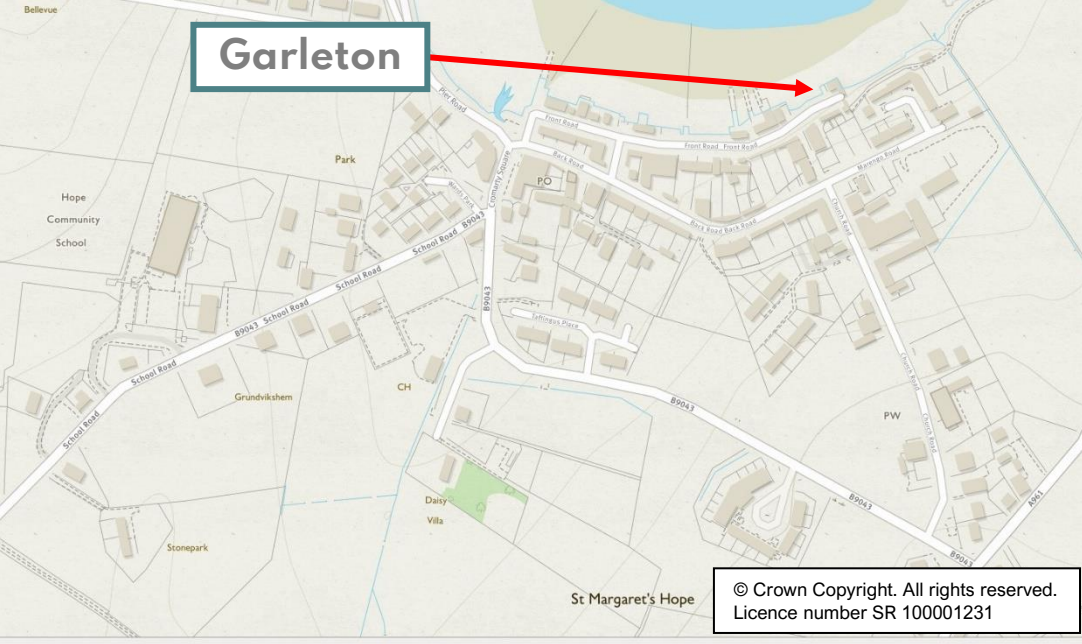 Bellevue
Garleton
Pier Road
Front Road
Park
Cromarty Square
Back Road
Front Road Front Road
Marengo Road
PO
Hope
Community
School
Church Road
School Road B9043
Back Road Back Road
School Road
B9043 School Road
B9043
School Road
School Road
Grundvikshem
CH
B9043
Church Road
Church Road
PW
Daisy
Villa
Stonepark
B9043
A961
B9043
St Margaret's Hope
© Crown Copyright. All rights reserved.
Licence number SR 100001231